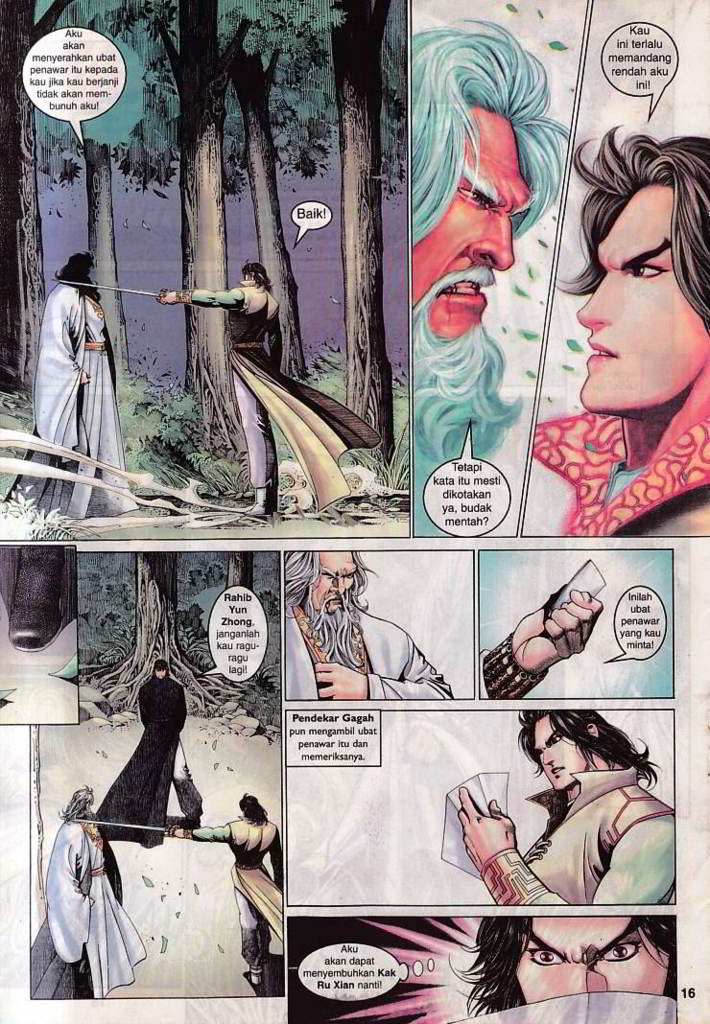 Aku
akan
menyerahkan ubat
penawar itu kepada
kau jika kau berjanji
tidak akan mem-
bunuh aku!
Baik!
Tetapi
kata itu mesti
dikotakan
ya, budak
mentah?
Kau
ini terlalu
memandang
rendah aku
ini!
Rahib
Yun
Zhong,
janganlah
kau ragu-
ragu
lagi!
Inilah
ubat
penawar
yang kau
minta!
Pendekar Gagah
pun mengambil ubat
penawar itu dan
memeriksanya.
Aku
akan dapat
menyembuhkan Kak
Ru Xian nanti!
16